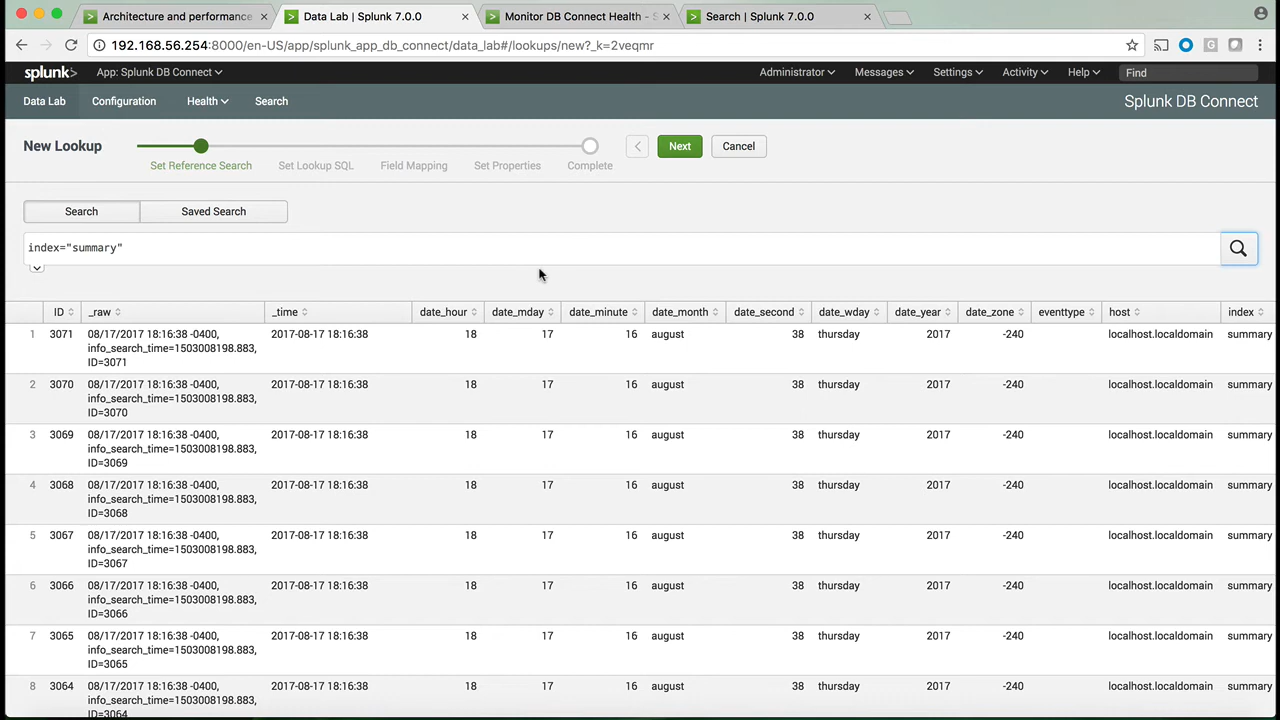 Architecture and performance
Data Lab | Splunk 7.0.0
Monitor DB Connect Health - S
Search | Splunk 7.0.0
192.168.56.254:8000/en-US/app/splunk_app_db_connect/data_lab#/lookups/new?_k=2veqmr
splunk> App: Splunk DB Connect Administrator Messages Settings Activity Help Find
Data Lab Configuration Health Search Splunk DB Connect
New Lookup Next Cancel
Set Reference Search Set Lookup SQL Field Mapping Set Properties Complete
Search Saved Search
index="summary"
ID _raw _time date_hour date_mday date_minute date_month date_second date_wday date_year date_zone eventtype host index
1 3071 08/17/2017 18:16:38 -0400, 2017-08-17 18:16:38 18 17 16 august 38 thursday 2017 -240 localhost.localdomain summary
info_search_time=1503008198.883,
ID=3071
2 3070 08/17/2017 18:16:38 -0400, 2017-08-17 18:16:38 18 17 16 august 38 thursday 2017 -240 localhost.localdomain summary
info_search_time=1503008198.883,
ID=3070
3 3069 08/17/2017 18:16:38 -0400, 2017-08-17 18:16:38 18 17 16 august 38 thursday 2017 -240 localhost.localdomain summary
info_search_time=1503008198.883,
ID=3069
4 3068 08/17/2017 18:16:38 -0400, 2017-08-17 18:16:38 18 17 16 august 38 thursday 2017 -240 localhost.localdomain summary
info_search_time=1503008198.883,
ID=3068
5 3067 08/17/2017 18:16:38 -0400, 2017-08-17 18:16:38 18 17 16 august 38 thursday 2017 -240 localhost.localdomain summary
info_search_time=1503008198.883,
ID=3067
6 3066 08/17/2017 18:16:38 -0400, 2017-08-17 18:16:38 18 17 16 august 38 thursday 2017 -240 localhost.localdomain summary
info_search_time=1503008198.883,
ID=3066
7 3065 08/17/2017 18:16:38 -0400, 2017-08-17 18:16:38 18 17 16 august 38 thursday 2017 -240 localhost.localdomain summary
info_search_time=1503008198.883,
ID=3065
8 3064 08/17/2017 18:16:38 -0400, 2017-08-17 18:16:38 18 17 16 august 38 thursday 2017 -240 localhost.localdomain summary
info_search_time=1503008198.883,
ID=3064